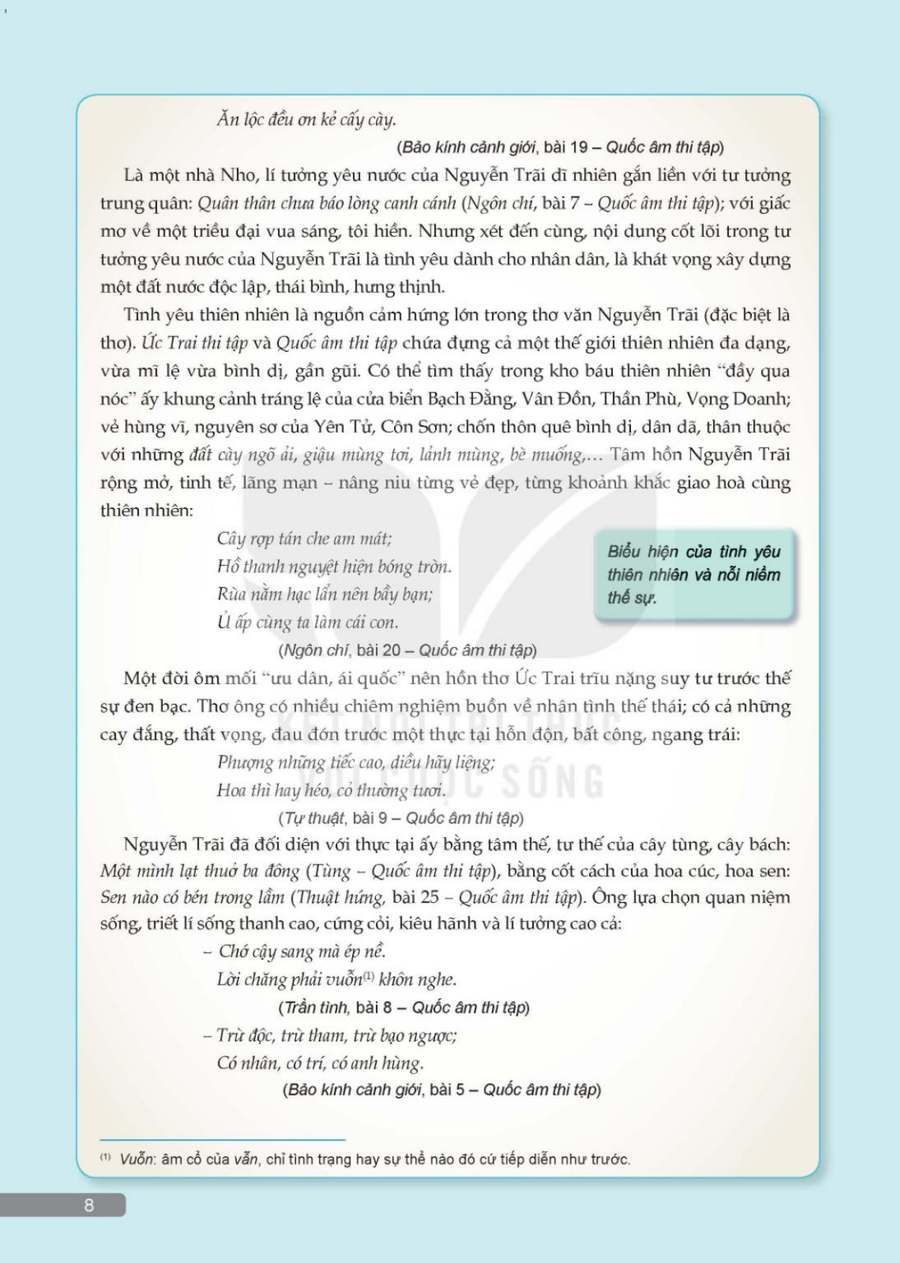 Ăn lộc đều ơn kẻ cấy cày.
(Bảo kính cảnh giới, bài 19 – Quốc âm thi tập)
Là một nhà Nho, lí tưởng yêu nước của Nguyễn Trãi dĩ nhiên gắn liền với tư tưởng
trung quân: Quân thân chưa báo lòng canh cánh (Ngôn chí, bài 7 – Quốc âm thi tập); với giấc
mơ về một triều đại vua sáng, tôi hiền. Nhưng xét đến cùng, nội dung cốt lõi trong tư
tưởng yêu nước của Nguyễn Trãi là tình yêu dành cho nhân dân, là khát vọng xây dựng
một đất nước độc lập, thái bình, hưng thịnh.
Tình yêu thiên nhiên là nguồn cảm hứng lớn trong thơ văn Nguyễn Trãi (đặc biệt là
thơ). Ức Trai thi tập và Quốc âm thi tập chứa đựng cả một thế giới thiên nhiên đa dạng,
vừa mĩ lệ vừa bình dị, gần gũi. Có thể tìm thấy trong kho báu thiên nhiên “đầy qua
nóc” ấy khung cảnh tráng lệ của cửa biển Bạch Đằng, Vân Đồn, Thần Phù, Vọng Doanh;
vẻ hùng vĩ, nguyên sơ của Yên Tử, Côn Sơn; chốn thôn quê bình dị, dân dã, thân thuộc
với những đất cày ngõ ải, giậu mùng tơi, lảnh mùng, bè muống,… Tâm hồn Nguyễn Trãi
rộng mở, tinh tế, lãng mạn – nâng niu từng vẻ đẹp, từng khoảnh khắc giao hoà cùng
thiên nhiên:
Cây rợp tán che am mát;
Hồ thanh nguyệt hiện bóng tròn.
Rùa nằm hạc lẩn nên bầy bạn;
Ủ ấp cùng ta làm cái con.
(Ngôn chí, bài 20 – Quốc âm thi tập)
Biểu hiện của tình yêu
thiên nhiên và nỗi niềm
thế sự.
Một đời ôm mối “ưu dân, ái quốc” nên hồn thơ Ức Trai trĩu nặng suy tư trước thế
sự đen bạc. Thơ ông có nhiều chiêm nghiệm buồn về nhân tình thế thái; có cả những
cay đắng, thất vọng, đau đớn trước một thực tại hỗn độn, bất công, ngang trái:
Phượng những tiếc cao, diều hãy liệng;
Hoa thì hay héo, cỏ thường tươi.
(Tự thuật, bài 9 – Quốc âm thi tập)
KẾT NỐI TRI THỨC
VỚI CUỘC SỐNG
Nguyễn Trãi đã đối diện với thực tại ấy bằng tâm thế, tư thế của cây tùng, cây bách:
Một mình lạt thuở ba đông (Tùng – Quốc âm thi tập), bằng cốt cách của hoa cúc, hoa sen:
Sen nào có bén trong lầm (Thuật hứng, bài 25 – Quốc âm thi tập). Ông lựa chọn quan niệm
sống, triết lí sống thanh cao, cứng cỏi, kiêu hãnh và lí tưởng cao cả:
– Chớ cậy sang mà ép nề.
Lời chăng phải vuỗn(1) khôn nghe.
(Trần tình, bài 8 – Quốc âm thi tập)
– Trừ độc, trừ tham, trừ bạo ngược;
Có nhân, có trí, có anh hùng.
(Bảo kính cảnh giới, bài 5 – Quốc âm thi tập)
(1) Vuỗn: âm cổ của vẫn, chỉ tình trạng hay sự thể nào đó cứ tiếp diễn như trước.
8